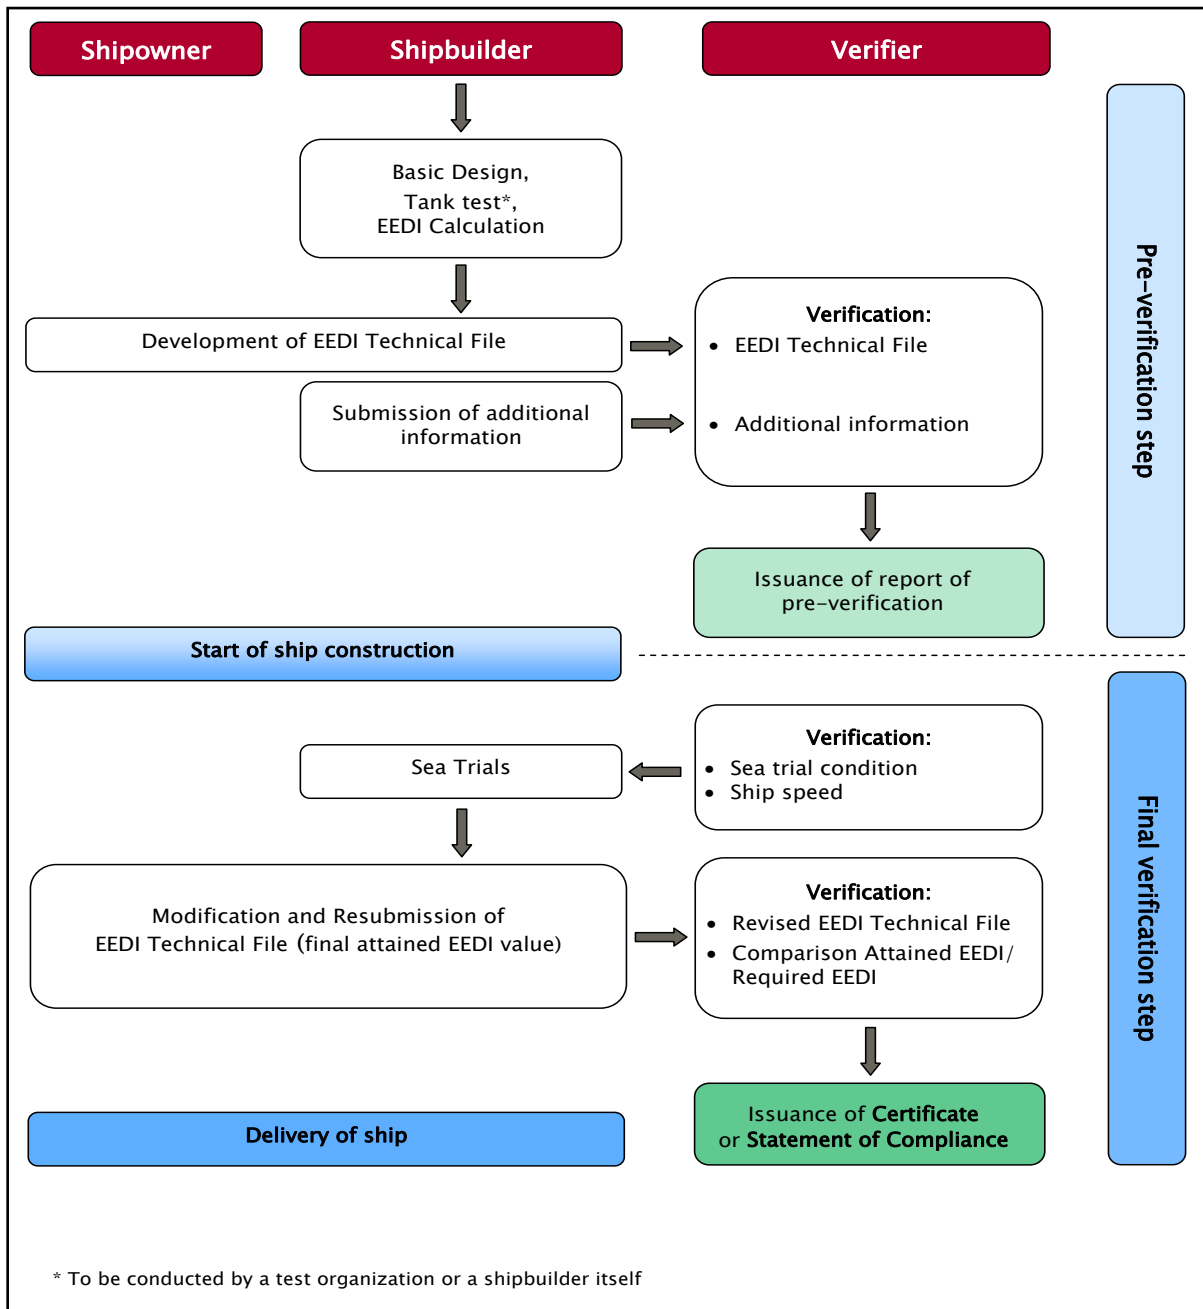 Shipowner
Shipbuilder
Verifier
Basic Design,
Tank test*,
EEDI Calculation
Development of EEDI Technical File
Submission of additional
information
Verification:
• EEDI Technical File
• Additional information
Issuance of report of
pre-verification
Pre-verification step
Start of ship construction
Sea Trials
Verification:
• Sea trial condition
• Ship speed
Modification and Resubmission of
EEDI Technical File (final attained EEDI value)
Verification:
• Revised EEDI Technical File
• Comparison Attained EEDI/
Required EEDI
Delivery of ship
Issuance of Certificate
or Statement of Compliance
Final verification step
* To be conducted by a test organization or a shipbuilder itself